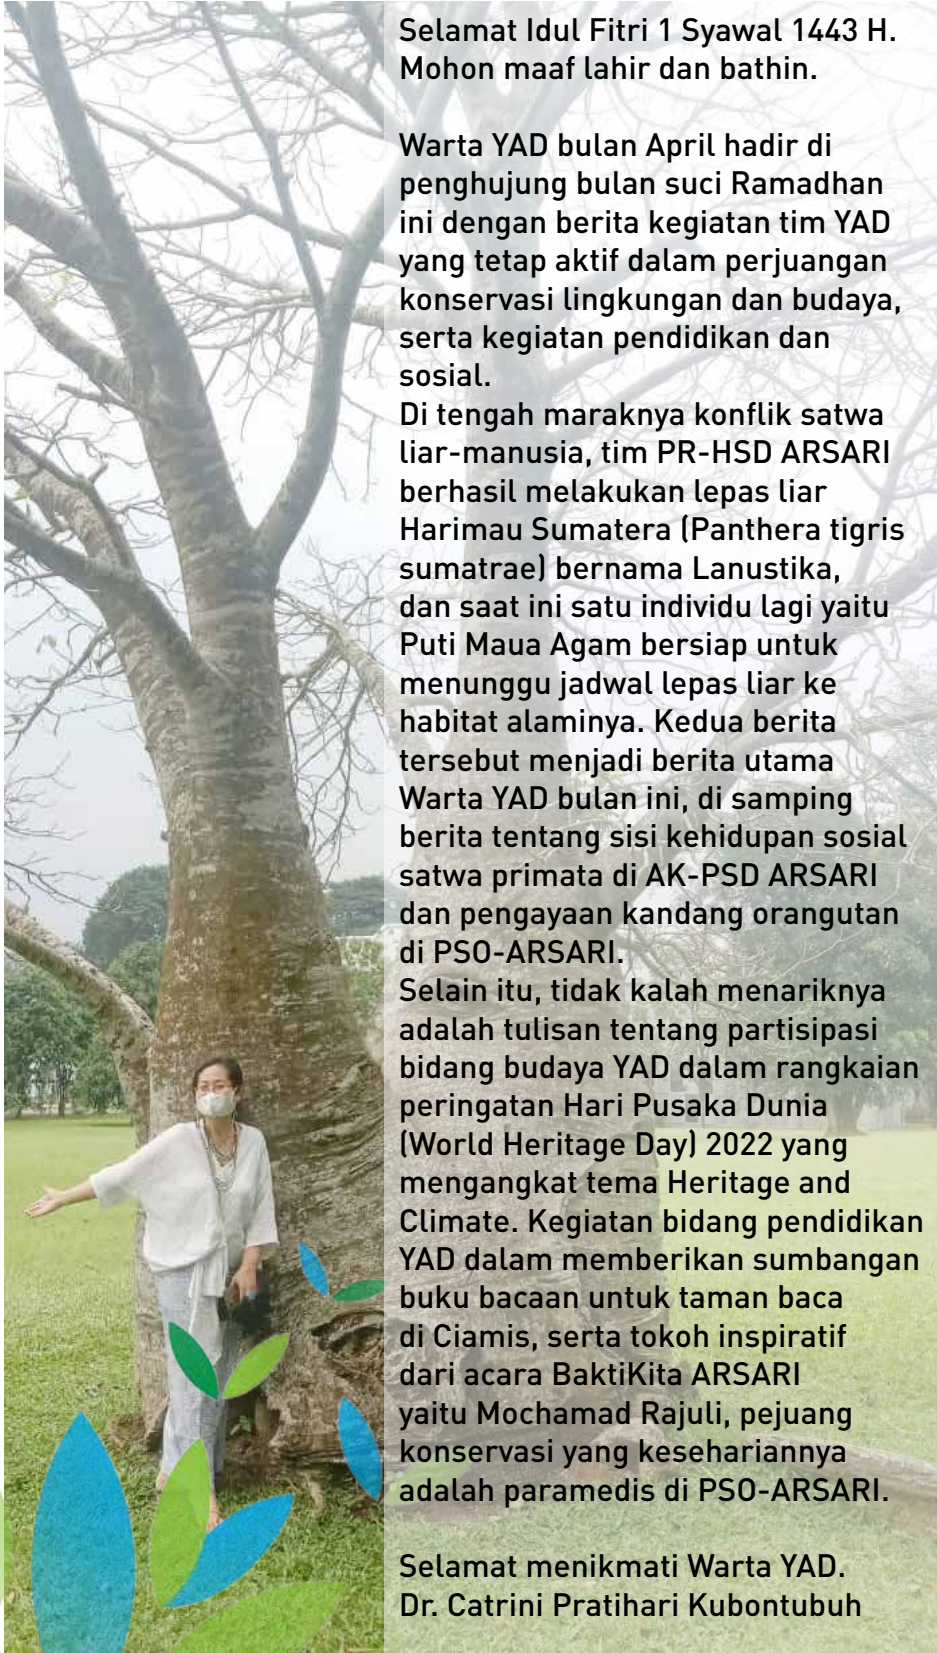 Selamat Idul Fitri 1 Syawal 1443 H.
Mohon maaf lahir dan bathin.
Warta YAD bulan April hadir di
penghujung bulan suci Ramadhan
ini dengan berita kegiatan tim YAD
yang tetap aktif dalam perjuangan
konservasi lingkungan dan budaya,
serta kegiatan pendidikan dan
sosial.
Di tengah maraknya konflik satwa
liar-manusia, tim PR-HSD ARSARI
berhasil melakukan lepas liar
Harimau Sumatera (Panthera tigris
sumatrae) bernama Lanustika,
dan saat ini satu individu lagi yaitu
Puti Maua Agam bersiap untuk
menunggu jadwal lepas liar ke
habitat alaminya. Kedua berita
tersebut menjadi berita utama
Warta YAD bulan ini, di samping
berita tentang sisi kehidupan sosial
satwa primata di AK-PSD ARSARI
dan pengayaan kandang orangutan
di PSO-ARSARI.
Selain itu, tidak kalah menariknya
adalah tulisan tentang partisipasi
bidang budaya YAD dalam rangkaian
peringatan Hari Pusaka Dunia
(World Heritage Day) 2022 yang
mengangkat tema Heritage and
Climate. Kegiatan bidang pendidikan
YAD dalam memberikan sumbangan
buku bacaan untuk taman baca
di Ciamis, serta tokoh inspiratif
dari acara BaktiKita ARSARI
yaitu Mochamad Rajuli, pejuang
konservasi yang kesehariannya
adalah paramedis di PSO-ARSARI.
Selamat menikmati Warta YAD.
Dr. Catrini Pratihari Kubontubuh